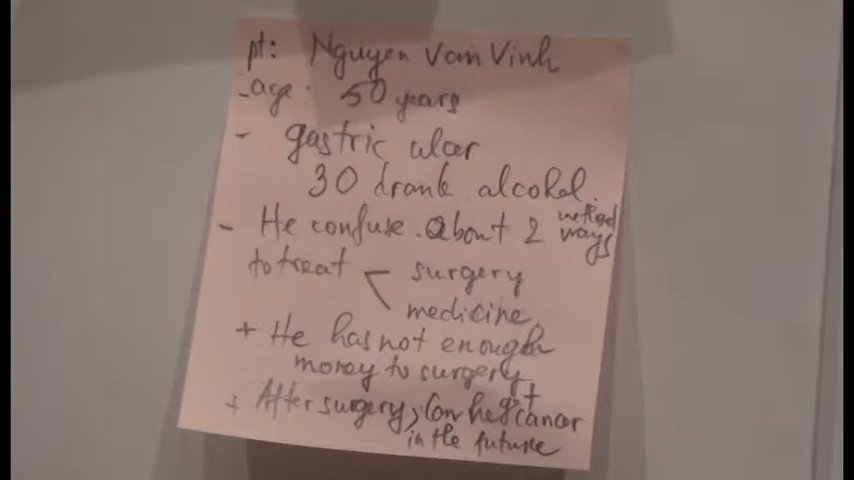 pt: Nguyen Van Vinh
- age: 50 years
- gastric ulcer
30 drank alcohol.
- He confuse about 2 method ways
to treat < surgery
medicine
+ He has not enough
money to surgery
+ After surgery, Can he get cancer
in the future